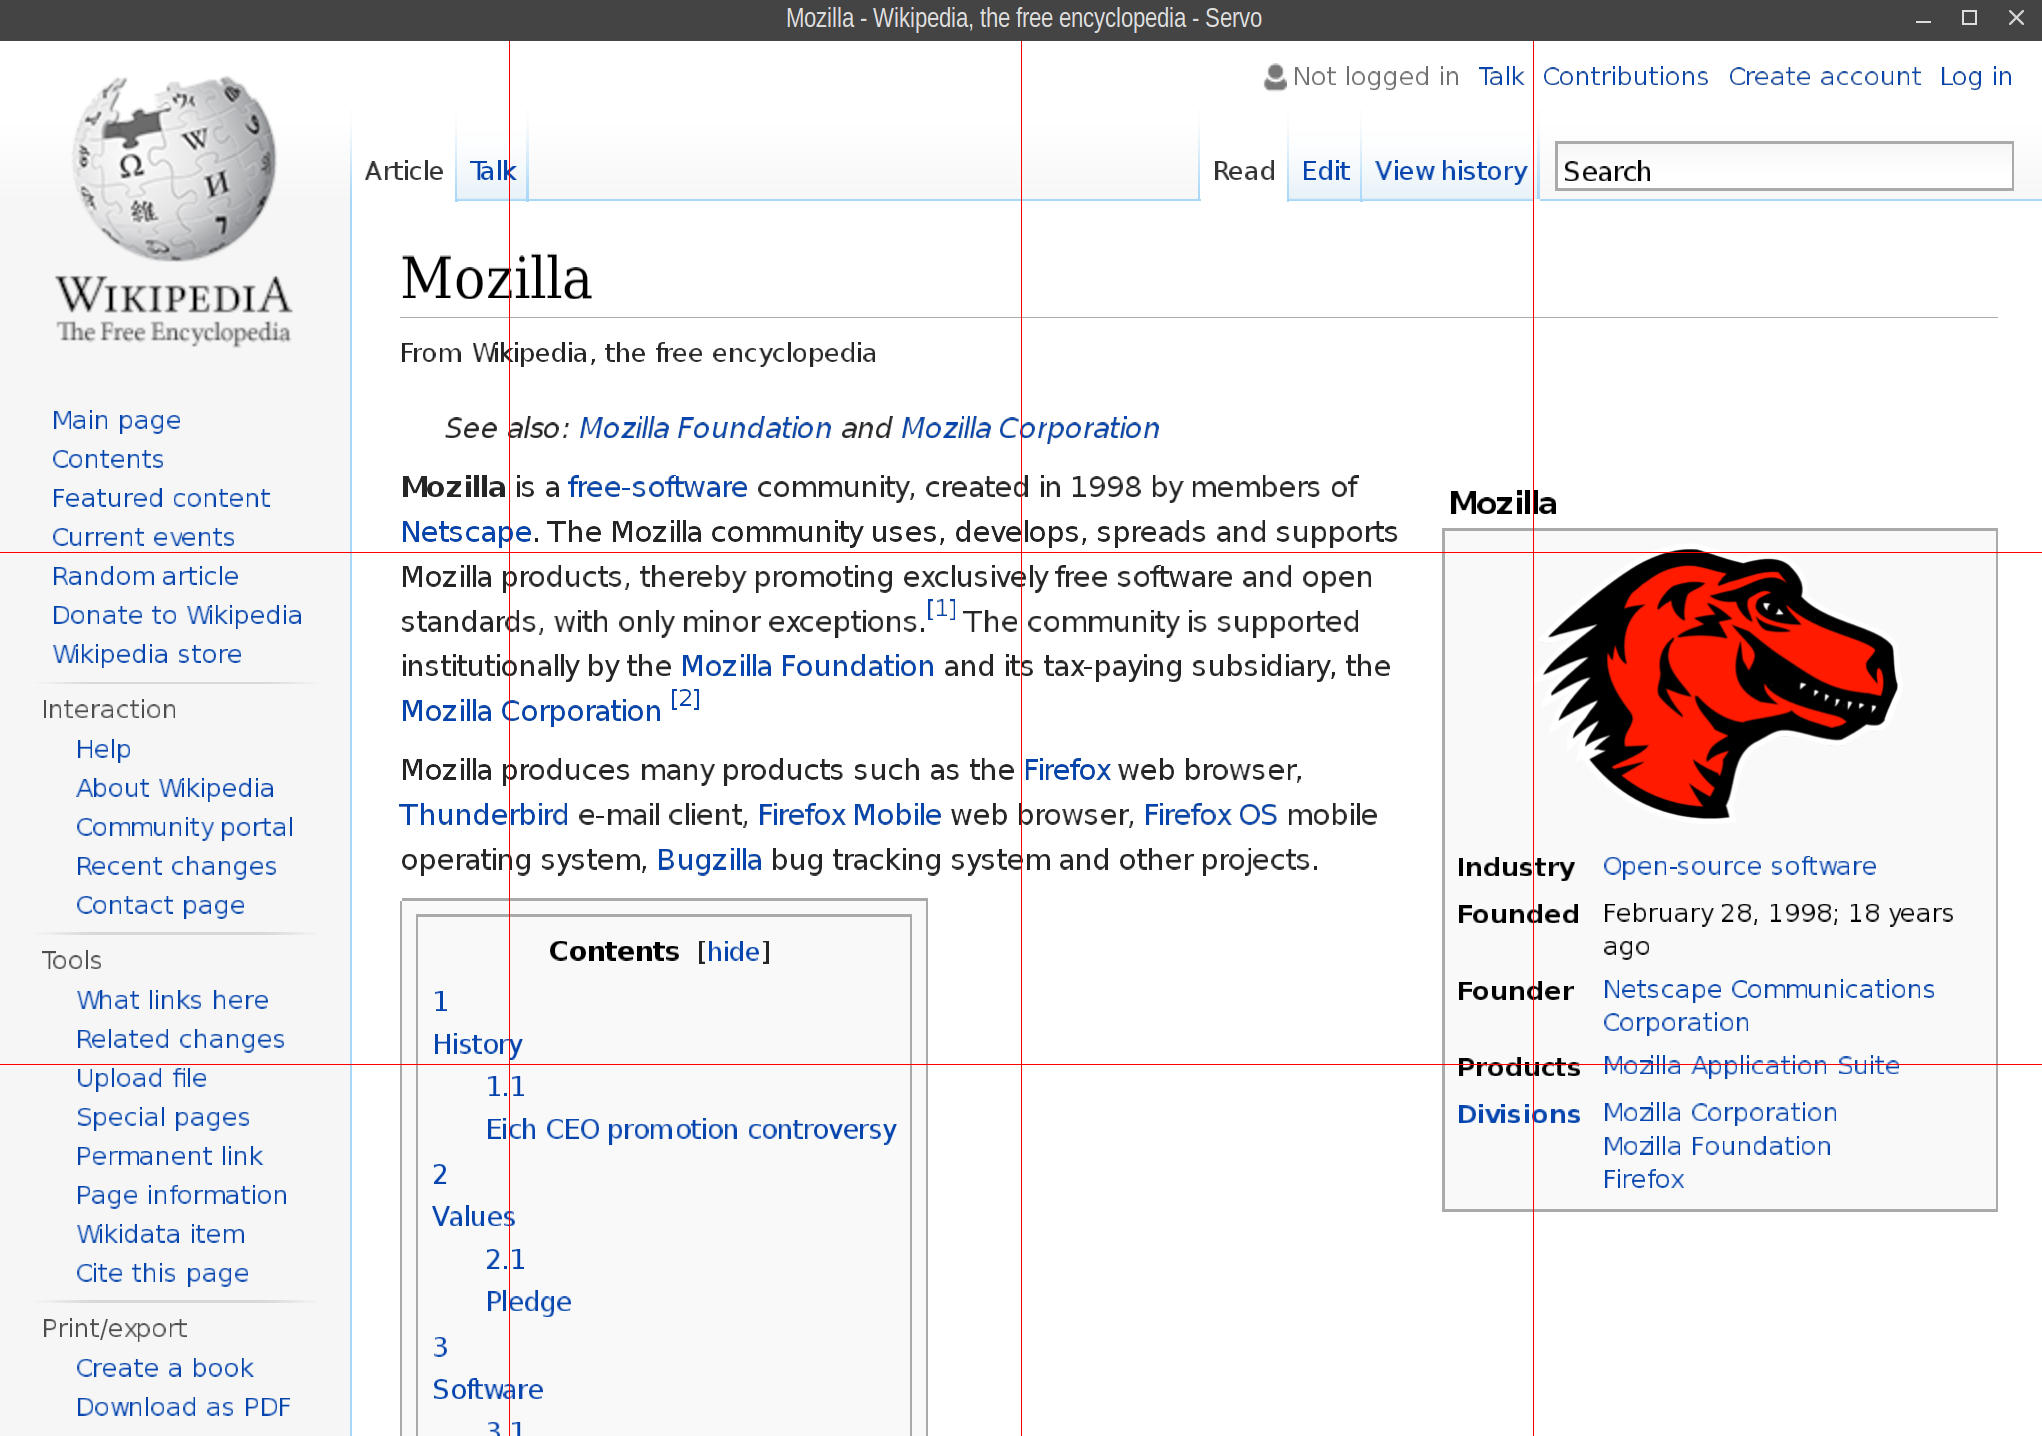 Mozilla - Wikipedia, the free encyclopedia - Servo
Not logged in Talk Contributions Create account Log in
Article Talk Read Edit View history Search
WIKIPEDIA
The Free Encyclopedia
Main page
Contents
Featured content
Current events
Random article
Donate to Wikipedia
Wikipedia store
Interaction
Help
About Wikipedia
Community portal
Recent changes
Contact page
Tools
What links here
Related changes
Upload file
Special pages
Permanent link
Page information
Wikidata item
Cite this page
Print/export
Create a book
Download as PDF
Mozilla
From Wikipedia, the free encyclopedia
See also: Mozilla Foundation and Mozilla Corporation
Mozilla is a free-software community, created in 1998 by members of
Netscape. The Mozilla community uses, develops, spreads and supports
Mozilla products, thereby promoting exclusively free software and open
standards, with only minor exceptions.[1] The community is supported
institutionally by the Mozilla Foundation and its tax-paying subsidiary, the
Mozilla Corporation [2]
Mozilla produces many products such as the Firefox web browser,
Thunderbird e-mail client, Firefox Mobile web browser, Firefox OS mobile
operating system, Bugzilla bug tracking system and other projects.
Contents [hide]
1
History
1.1
Eich CEO promotion controversy
2
Values
2.1
Pledge
3
Software
3.1
Mozilla
Industry Open-source software
Founded February 28, 1998; 18 years
ago
Founder Netscape Communications
Corporation
Products Mozilla Application Suite
Divisions Mozilla Corporation
Mozilla Foundation
Firefox